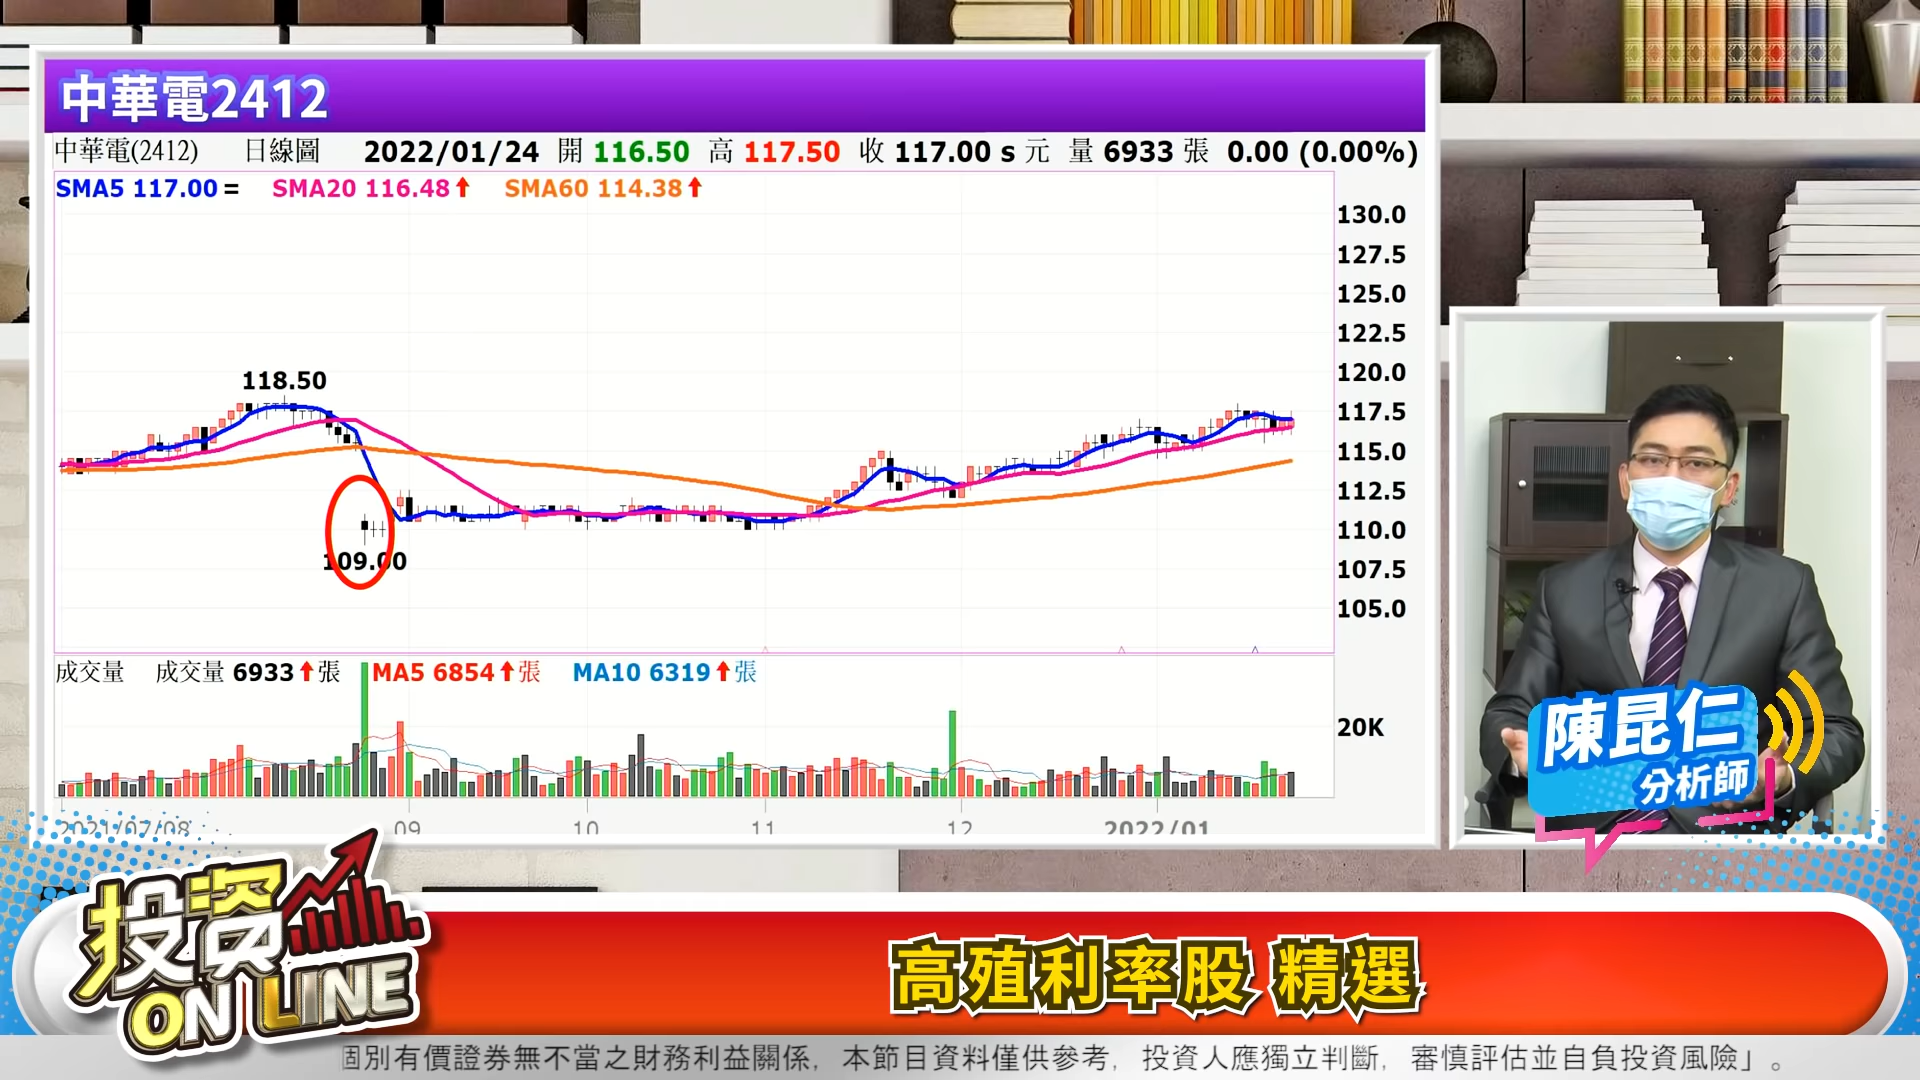 中華電2412
中華電(2412) 日線圖 2022/01/24 開 116.50 高 117.50 收 117.00 s 元 量 6933 張 0.00 (0.00%)
SMA5 117.00 = SMA20 116.48↑ SMA60 114.38↑
130.0
127.5
125.0
122.5
120.0
117.5
115.0
112.5
110.0
107.5
105.0
118.50
109.00
成交量 成交量 6933↑張 MA5 6854↑張 MA10 6319↑張
20K
2021/07/08 09 10 11 12 2022/01
陳昆仁
分析師
投資
ON LINE
高殖利率股 精選
個別有價證券無不當之財務利益關係，本節目資料僅供參考，投資人應獨立判斷，審慎評估並自負投資風險」。